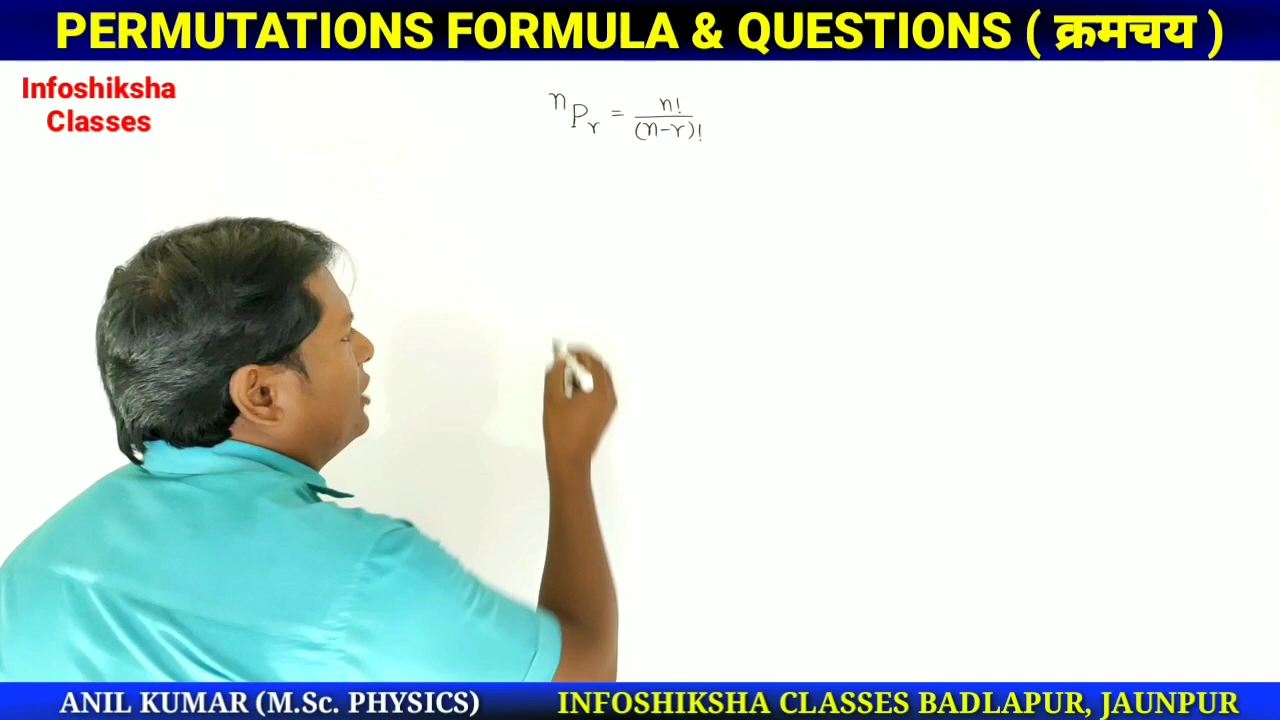 PERMUTATIONS FORMULA & QUESTIONS ( क्रमचय )
Infoshiksha
Classes
ⁿPᵣ = n!/(n-r)!
ANIL KUMAR (M.Sc. PHYSICS)
INFOSHIKSHA CLASSES BADLAPUR, JAUNPUR